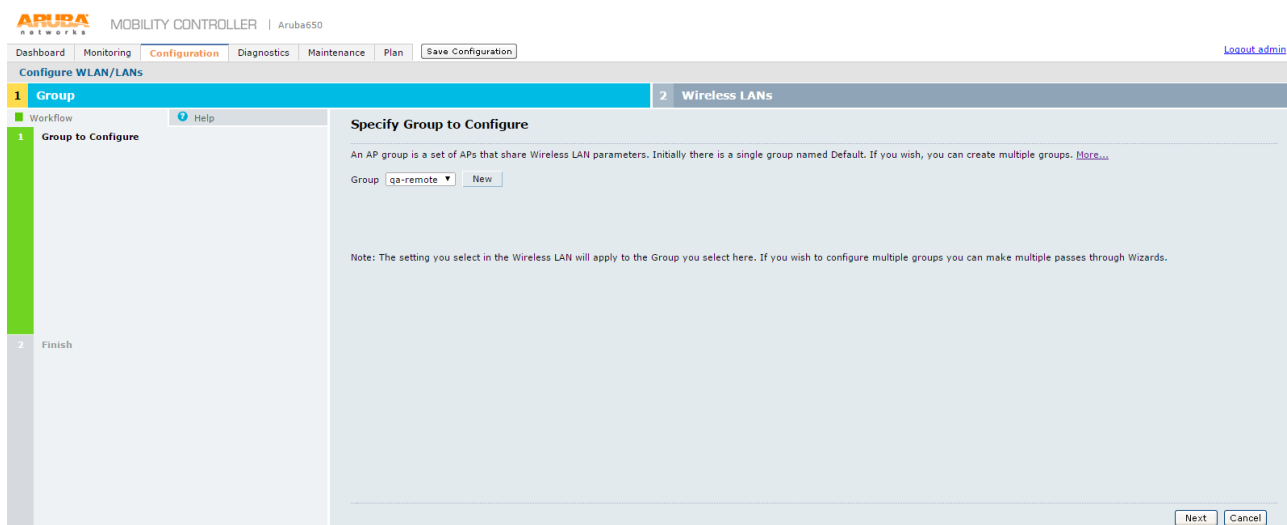 ARUBA networks MOBILITY CONTROLLER | Aruba650
Dashboard Monitoring Configuration Diagnostics Maintenance Plan Save Configuration Logout admin
Configure WLAN/LANs
1 Group 2 Wireless LANs
Workflow ? Help
1 Group to Configure
2 Finish
Specify Group to Configure
An AP group is a set of APs that share Wireless LAN parameters. Initially there is a single group named Default. If you wish, you can create multiple groups. More...
Group qa-remote New
Note: The setting you select in the Wireless LAN will apply to the Group you select here. If you wish to configure multiple groups you can make multiple passes through Wizards.
Next Cancel